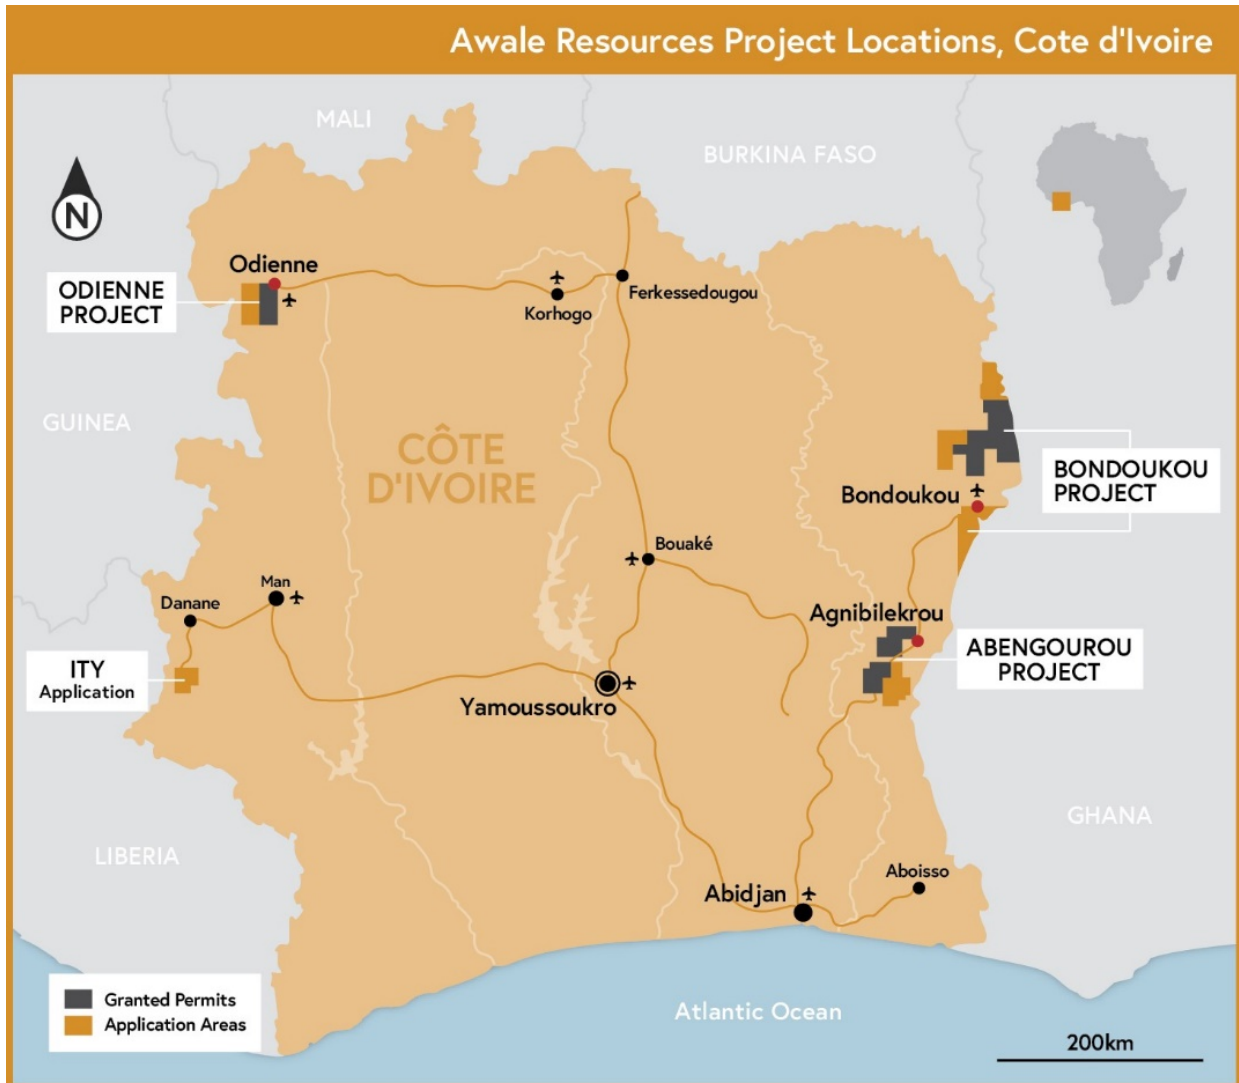 Awale Resources Project Locations, Cote d'Ivoire
MALI
BURKINA FASO
N
Odienne
ODIENNE
PROJECT
Korhogo
Ferkessedougou
GUINEA
CÔTE
D'IVOIRE
Bondoukou
BONDOUKOU
PROJECT
Bouaké
Man
Danane
Agnibilekrou
ABENGOUROU
PROJECT
ITY
Application
Yamoussoukro
GHANA
LIBERIA
Aboisso
Abidjan
Granted Permits
Application Areas
Atlantic Ocean
200km